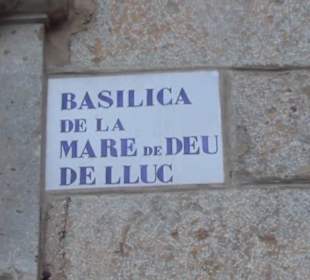 BASILICA
DE LA
MARE DE DEU
DE LLUC